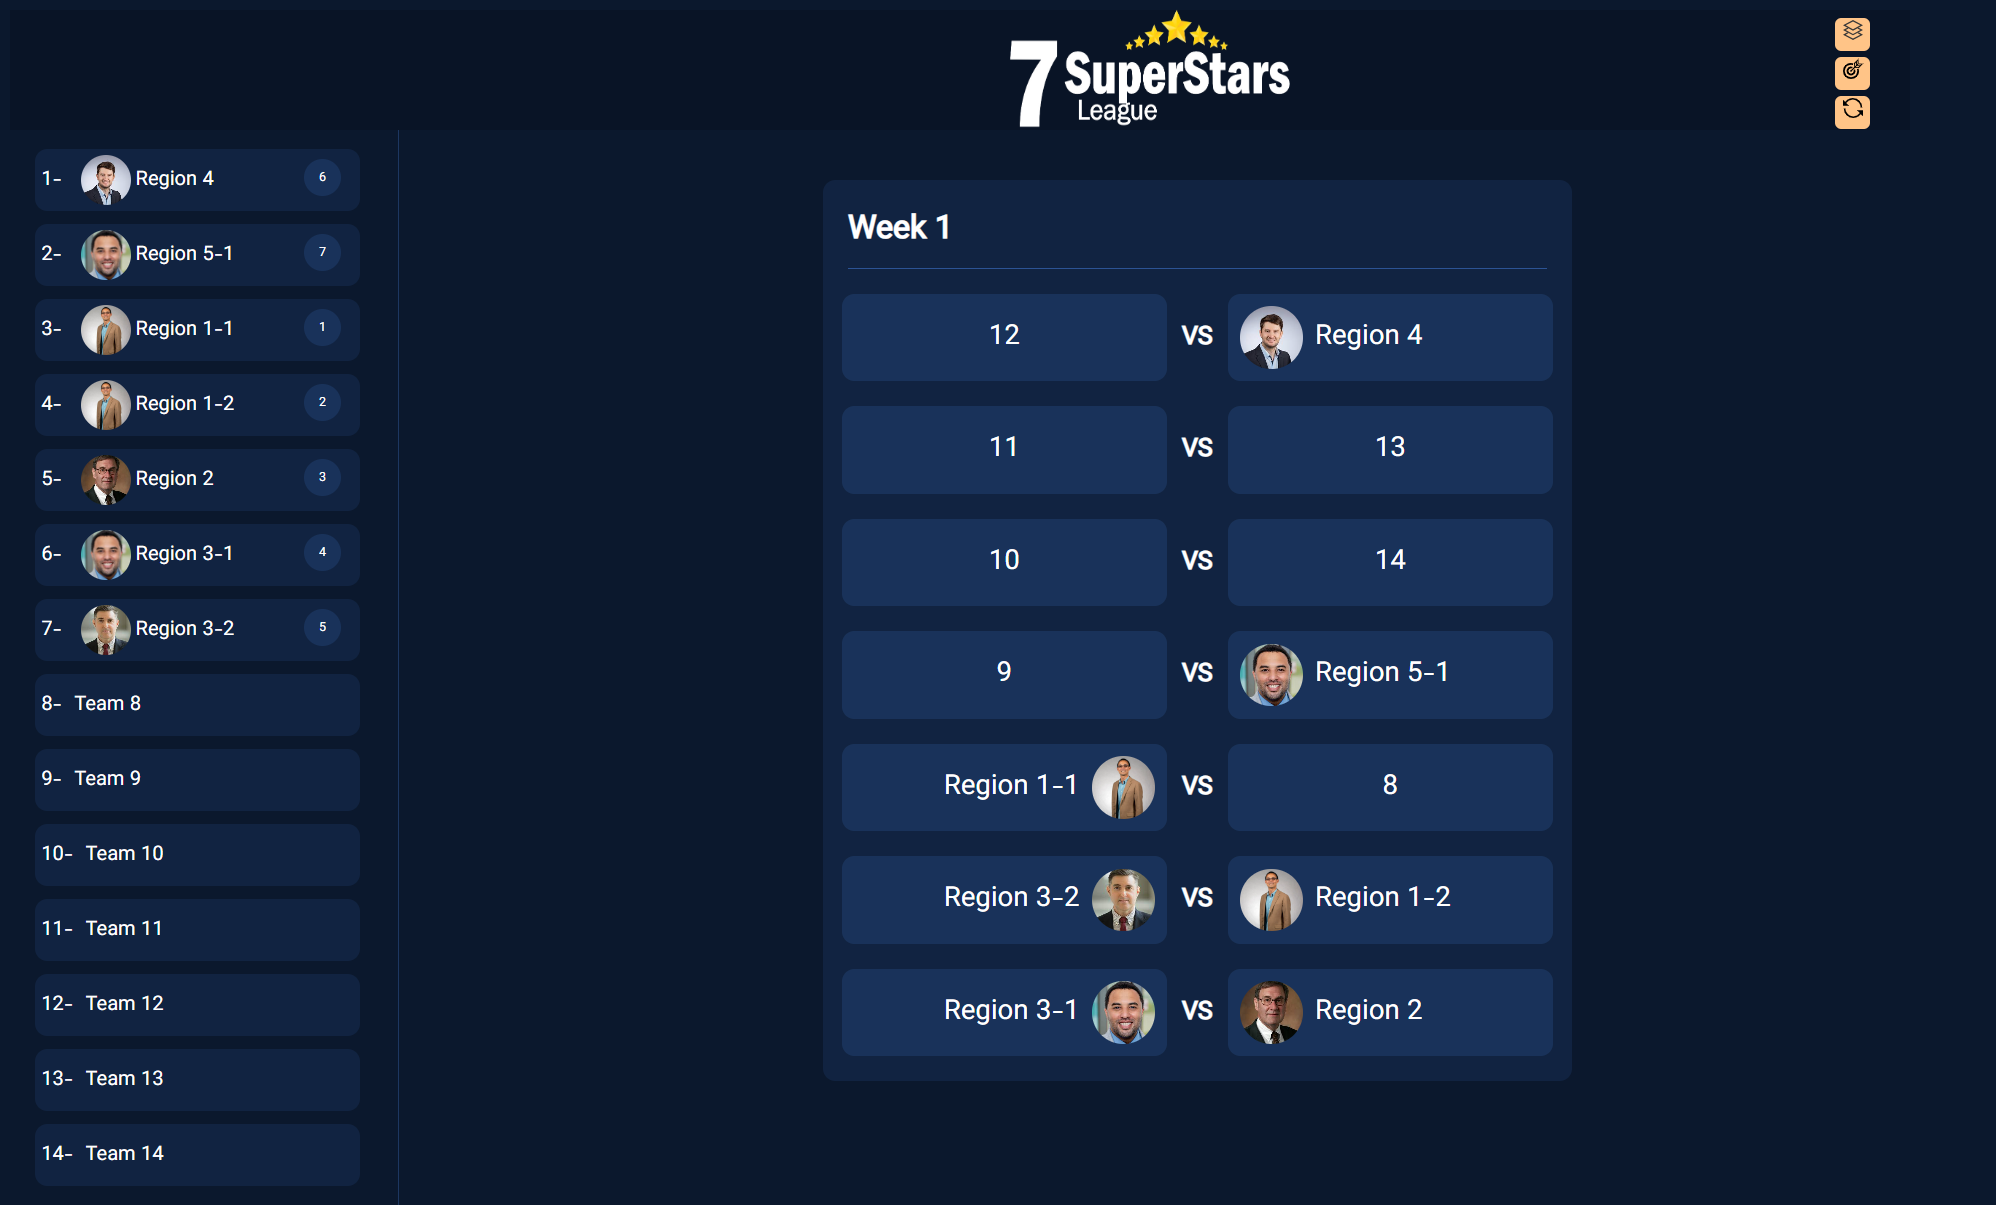 7 SuperStars
League
1- Region 4 6
2- Region 5-1 7
3- Region 1-1 1
4- Region 1-2 2
5- Region 2 3
6- Region 3-1 4
7- Region 3-2 5
8- Team 8
9- Team 9
10- Team 10
11- Team 11
12- Team 12
13- Team 13
14- Team 14
Week 1
12 VS Region 4
11 VS 13
10 VS 14
9 VS Region 5-1
Region 1-1 VS 8
Region 3-2 VS Region 1-2
Region 3-1 VS Region 2